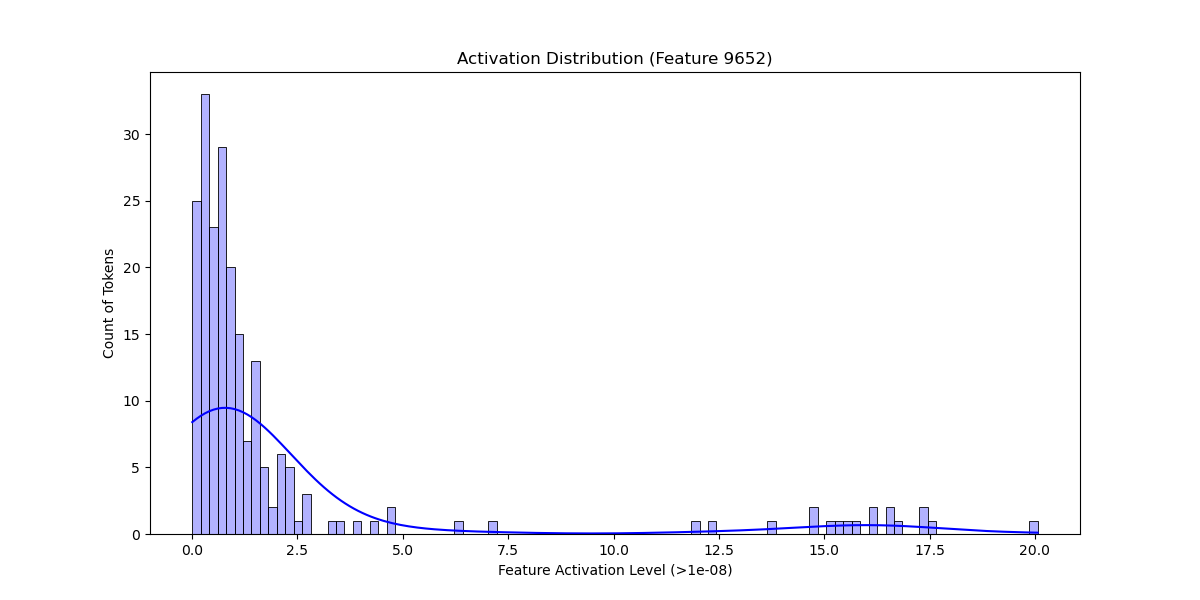 Activation Distribution (Feature 9652)
Count of Tokens
30
25
20
15
10
5
0
0.0 2.5 5.0 7.5 10.0 12.5 15.0 17.5 20.0
Feature Activation Level (>1e-08)